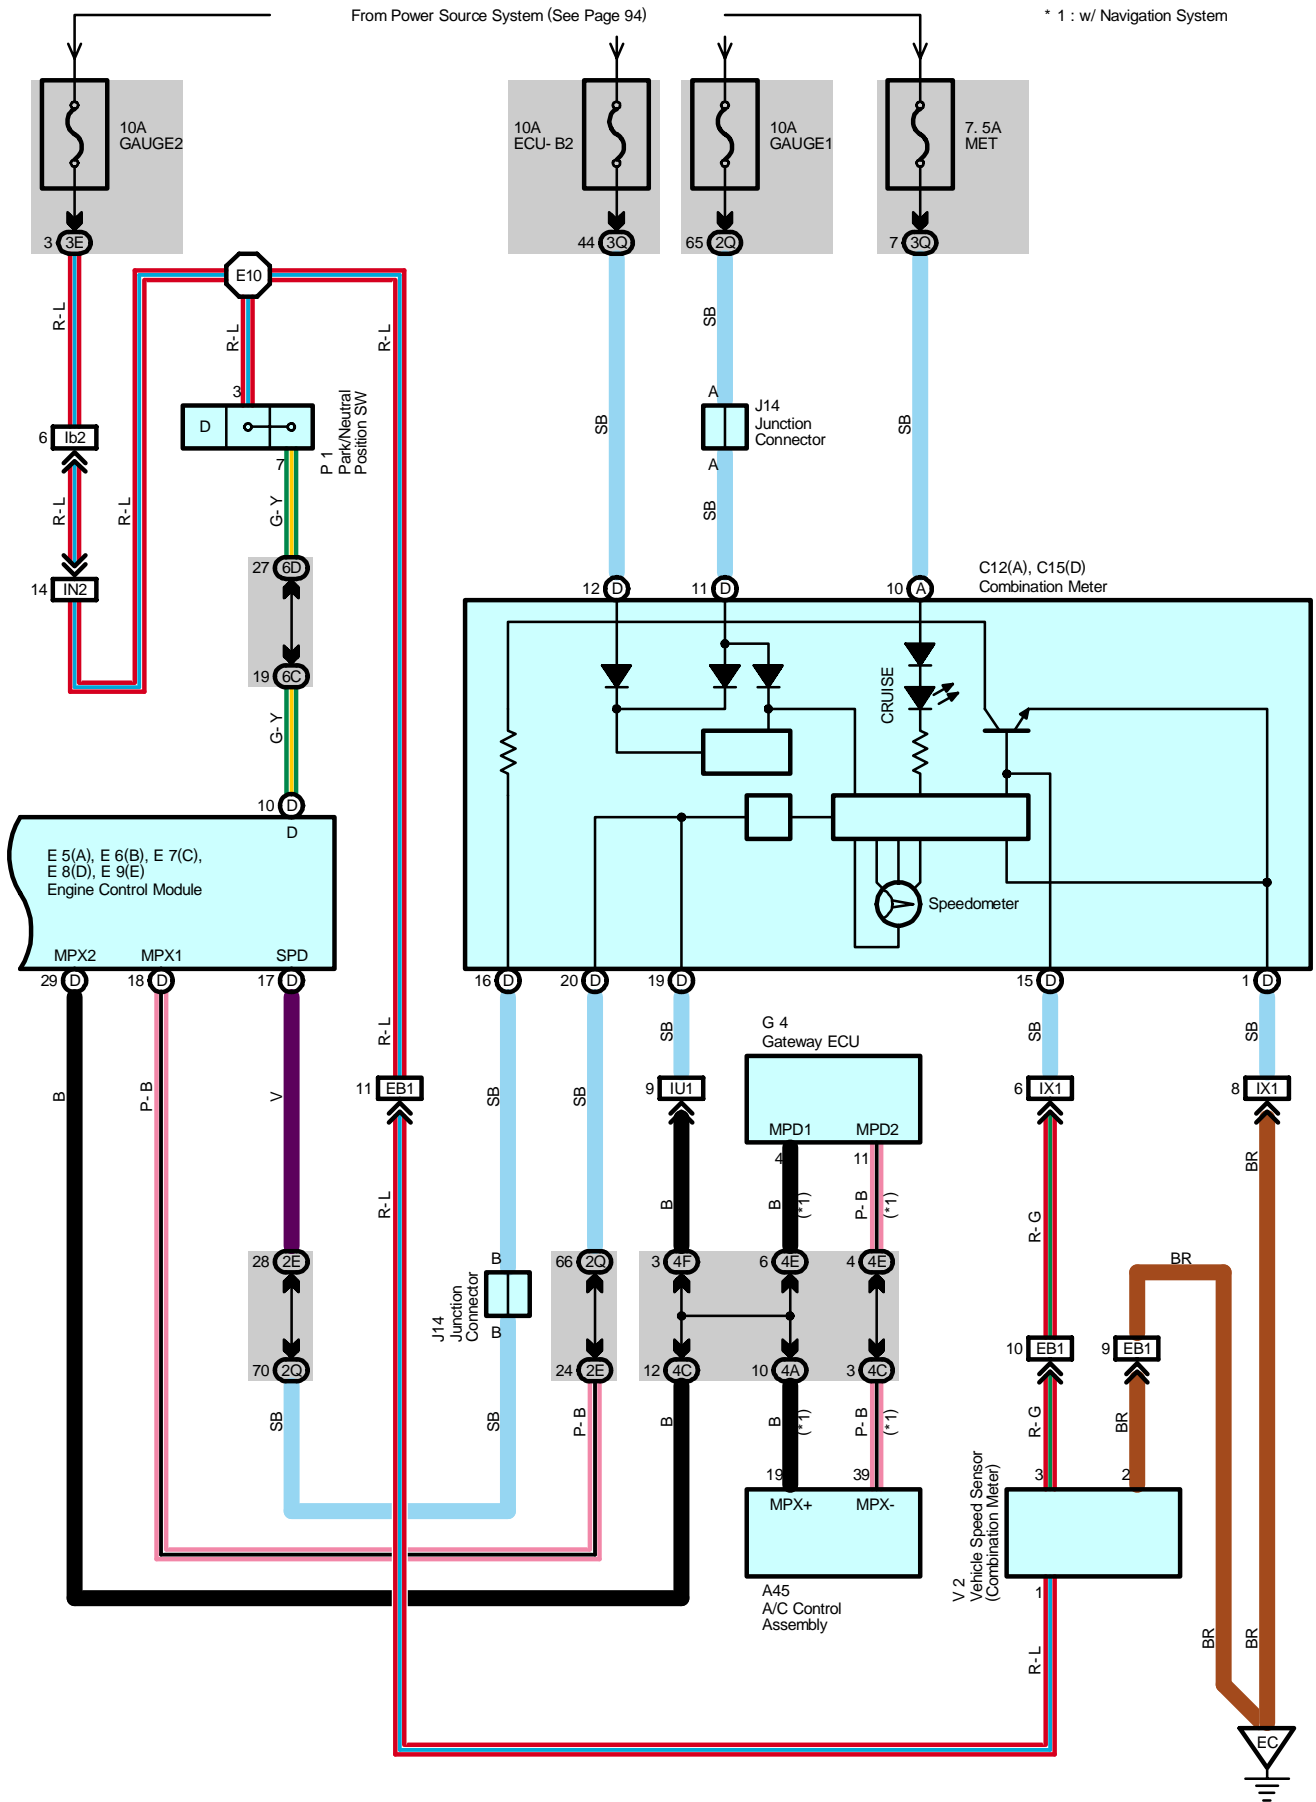 From Power Source System (See Page 94)
* 1 : w/ Navigation System
10A
GAUGE2
10A
ECU- B2
10A
GAUGE1
7. 5A
MET
3 3E
44 3Q
65 2Q
7 3Q
E10
R- L
R- L
R- L
SB
3
D
7
P 1
Park/Neutral
Position SW
A
J14
Junction
Connector
A
SB
SB
SB
6 Ib2
R- L
R- L
G- Y
14 IN2
27 6D
19 6C
G- Y
12 D
11 D
10 A
C12(A), C15(D)
Combination Meter
CRUISE
Speedometer
10 D
D
E 5(A), E 6(B), E 7(C),
E 8(D), E 9(E)
Engine Control Module
MPX2
MPX1
SPD
29 D
18 D
17 D
16 D
20 D
19 D
15 D
1 D
R- L
SB
SB
SB
G 4
Gateway ECU
MPD1
MPD2
4
11
11 EB1
9 IU1
6 IX1
8 IX1
B
P- B
V
SB
SB
BR
R- L
B
B
(*1)
P- B
(*1)
R- G
BR
28 2E
70 2Q
B
J14
Junction
Connector
B
66 2Q
24 2E
3 4F
6 4E
4 4E
12 4C
10 4A
3 4C
10 EB1
9 EB1
SB
SB
P- B
B
B
(*1)
P- B
(*1)
R- G
BR
19
39
MPX+
MPX-
A45
A/C Control
Assembly
3
2
V 2
Vehicle Speed Sensor
(Combination Meter)
1
R- L
BR
BR
EC